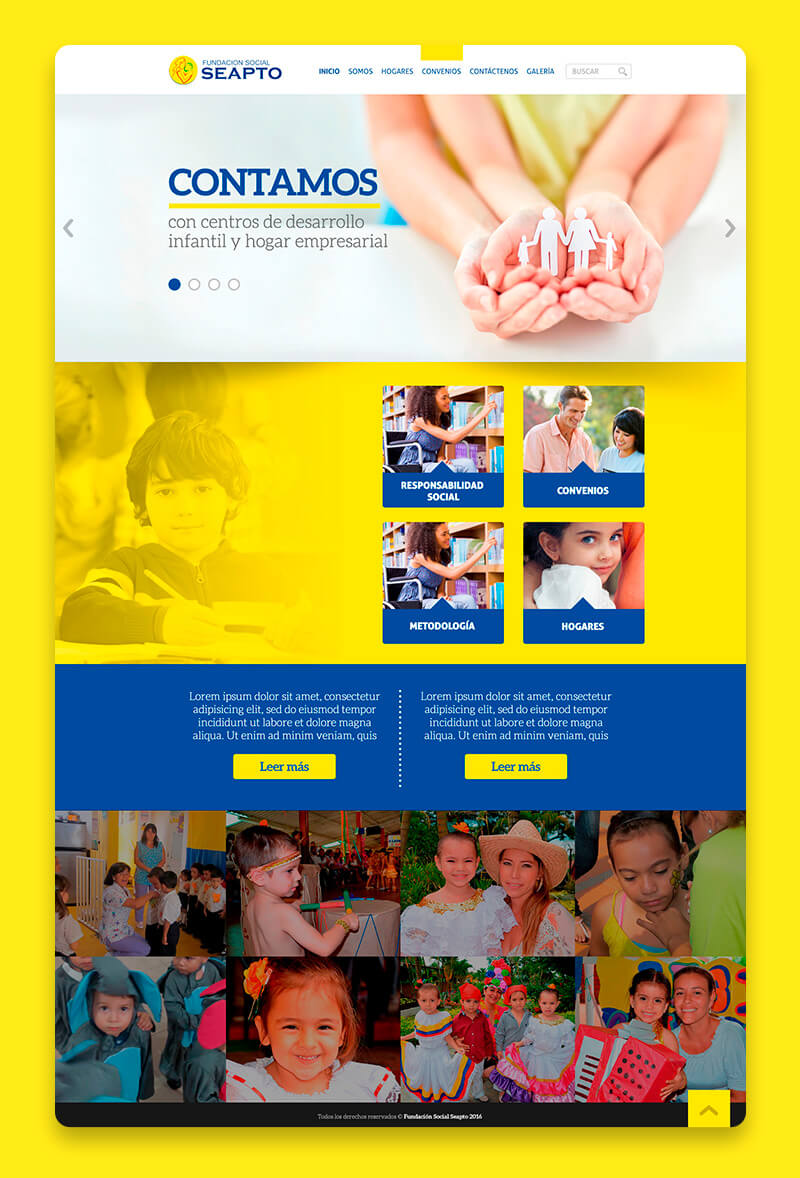 FUNDACION SOCIAL
SEAPTO
INICIO SOMOS HOGARES CONVENIOS CONTÁCTENOS GALERÍA BUSCAR
CONTAMOS
con centros de desarrollo
infantil y hogar empresarial
RESPONSABILIDAD
SOCIAL
CONVENIOS
METODOLOGÍA
HOGARES
Lorem ipsum dolor sit amet, consectetur
adipisicing elit, sed do eiusmod tempor
incididunt ut labore et dolore magna
aliqua. Ut enim ad minim veniam, quis
Leer más
Lorem ipsum dolor sit amet, consectetur
adipisicing elit, sed do eiusmod tempor
incididunt ut labore et dolore magna
aliqua. Ut enim ad minim veniam, quis
Leer más
Todos los derechos reservados © Fundación Social Seapto 2016